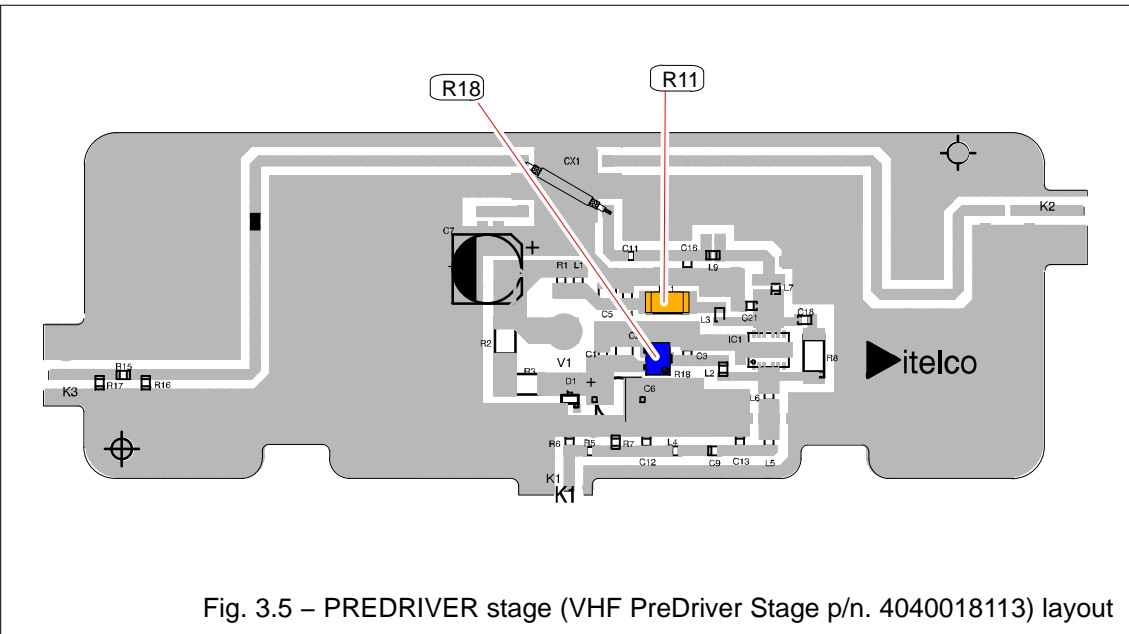 R18
R11
CX1
K2
C7
+
C11
C16
R1 L1
L9
L7
C5
L3
C21
C18
R2
IC1
C1
C3
V1
R18
L2
R8
itelco
R3
D1
+
C6
L6
R15
K3
R17
R16
R6
R5
R7
L4
C12
C9
C13
L5
K1
K1
Fig. 3.5 – PREDRIVER stage (VHF PreDriver Stage p/n. 4040018113) layout